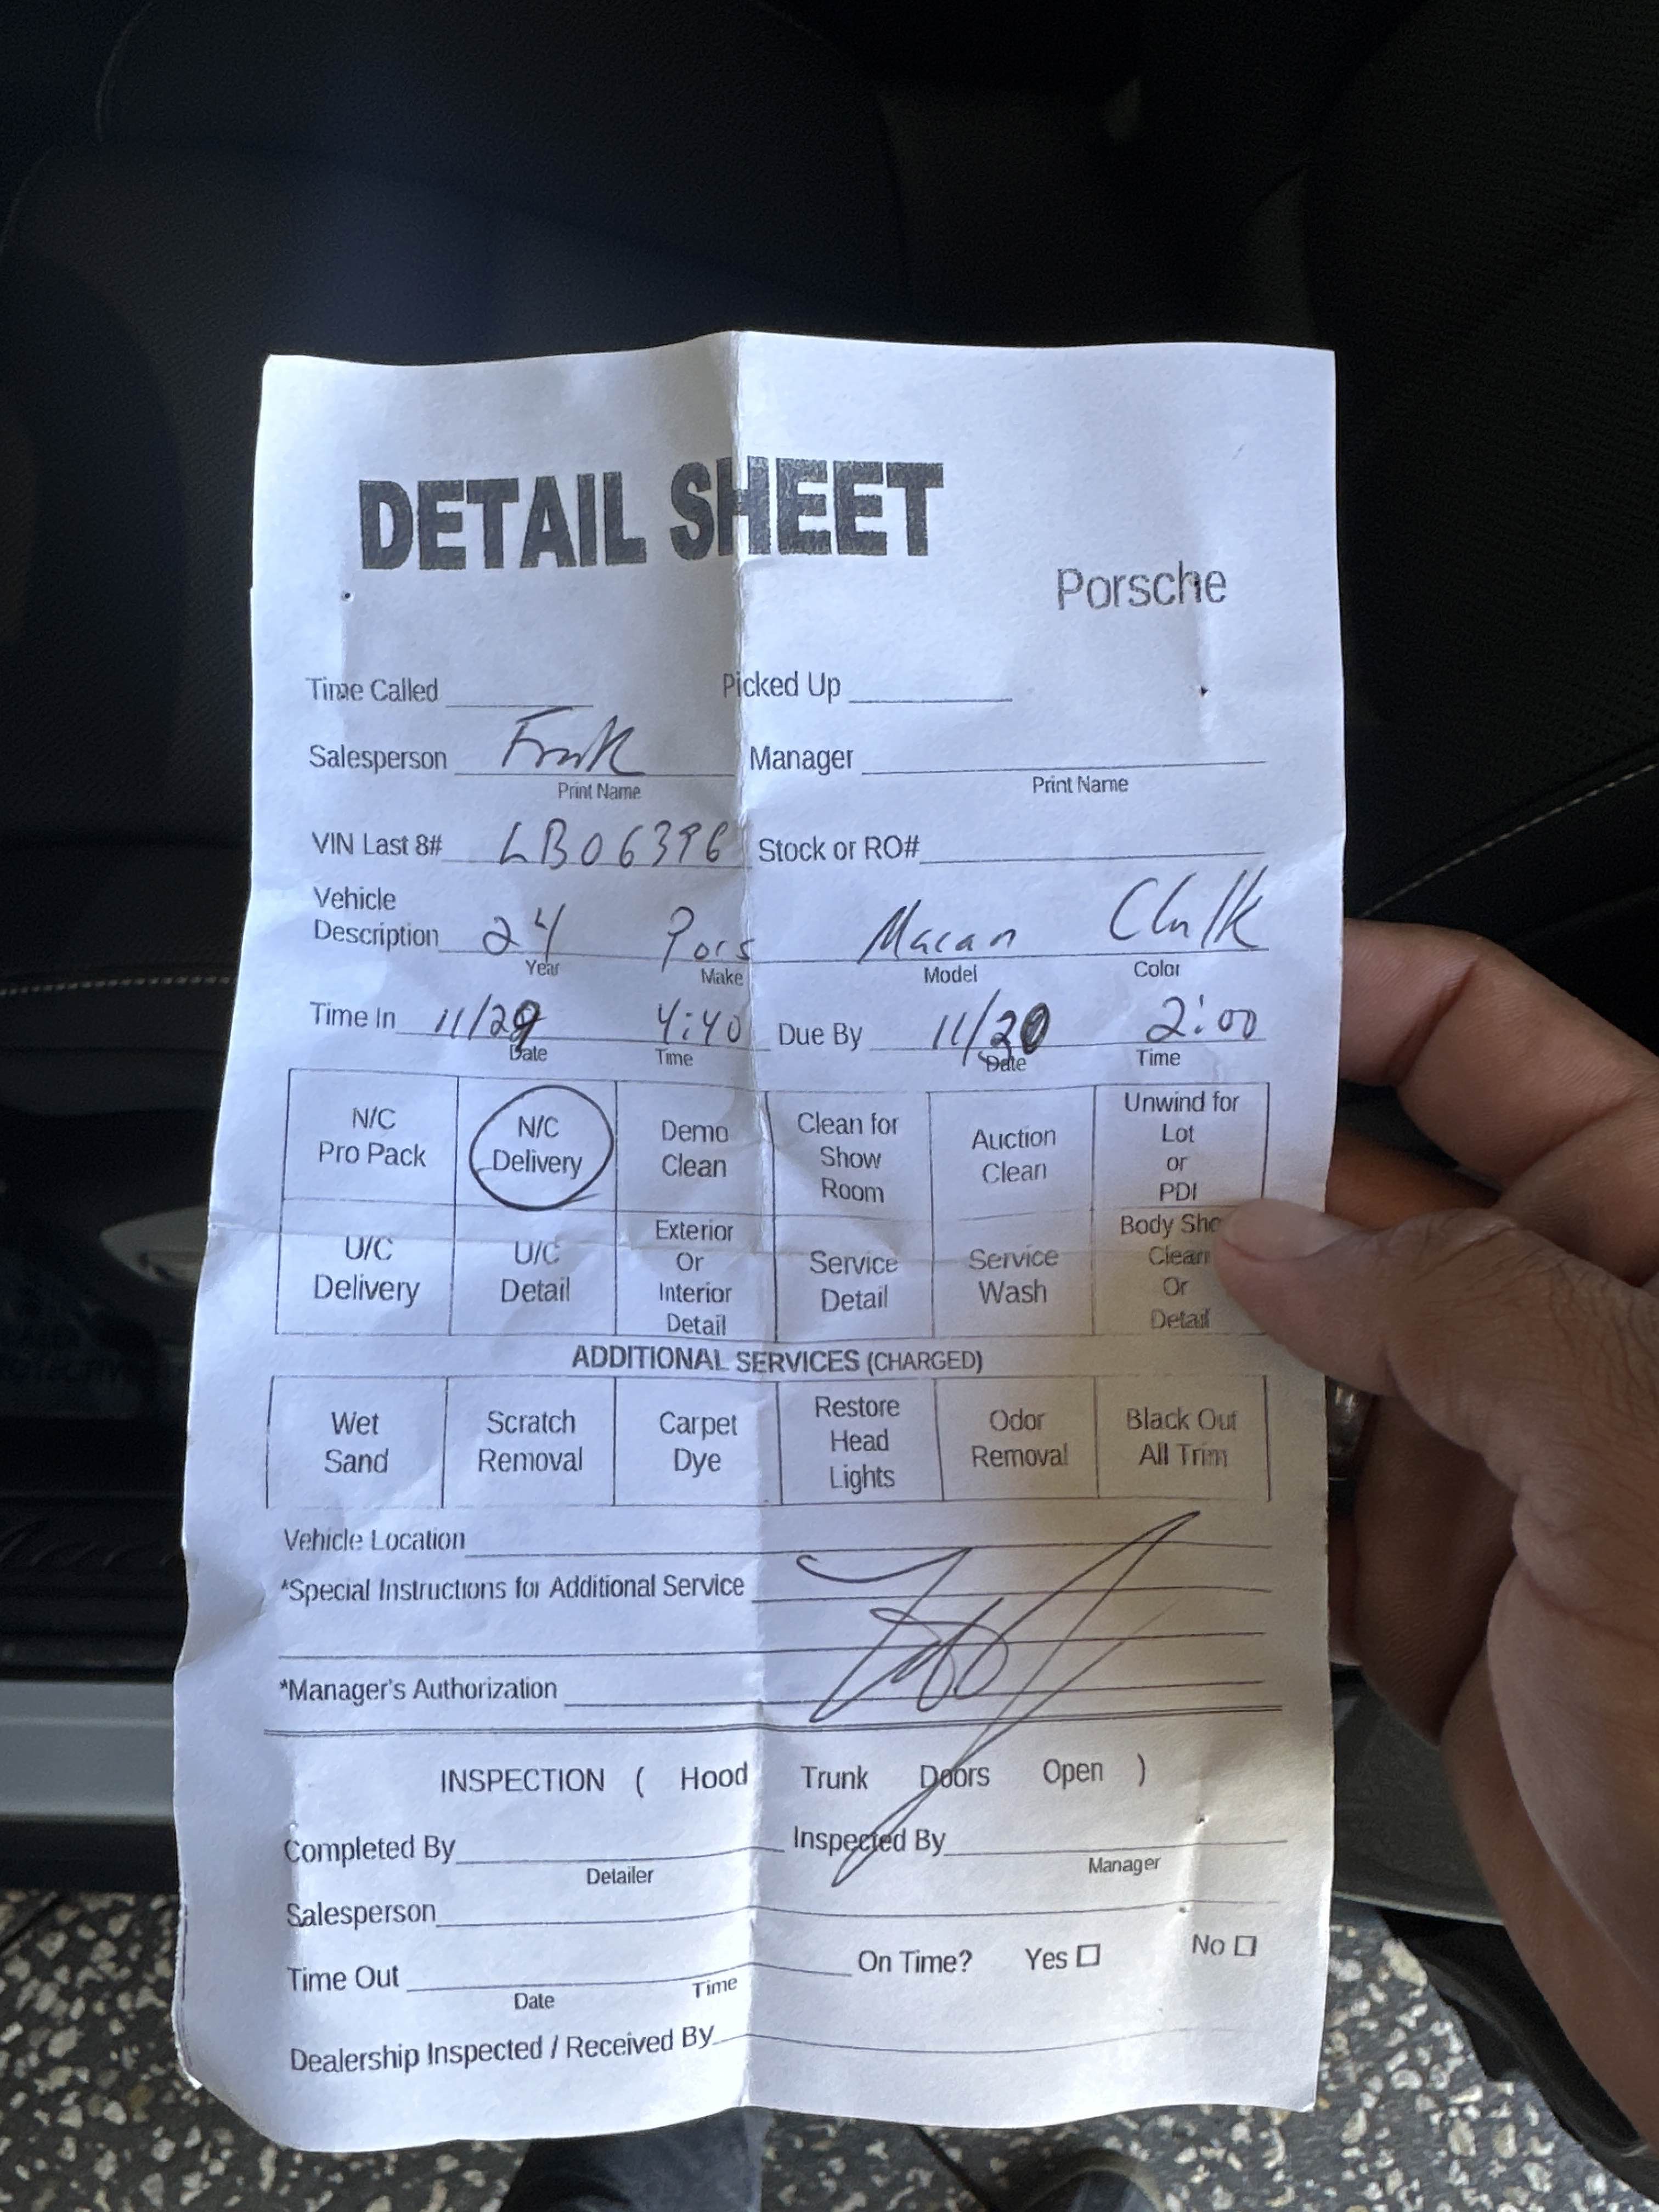 DETAIL SHEET
Porsche
Time Called Picked Up
Salesperson Frank Manager
Print Name Print Name
VIN Last 8# LB06396 Stock or RO#
Vehicle
Description 24 Pors Macan Chalk
Year Make Model Color
Time In 11/29 4:40 Due By 11/30 2:00
Date Time Date Time
N/C Pro Pack N/C Delivery Demo Clean Clean for Show Room Auction Clean Unwind for Lot or PDI
U/C Delivery U/C Detail Exterior Or Interior Detail Service Detail Service Wash Body Sho Clean Or Detail
ADDITIONAL SERVICES (CHARGED)
Wet Sand Scratch Removal Carpet Dye Restore Head Lights Odor Removal Black Out All Trim
Vehicle Location
*Special Instructions for Additional Service
*Manager's Authorization
INSPECTION ( Hood Trunk Doors Open )
Completed By Inspected By
Detailer Manager
Salesperson
Time Out On Time? Yes No
Date Time
Dealership Inspected / Received By